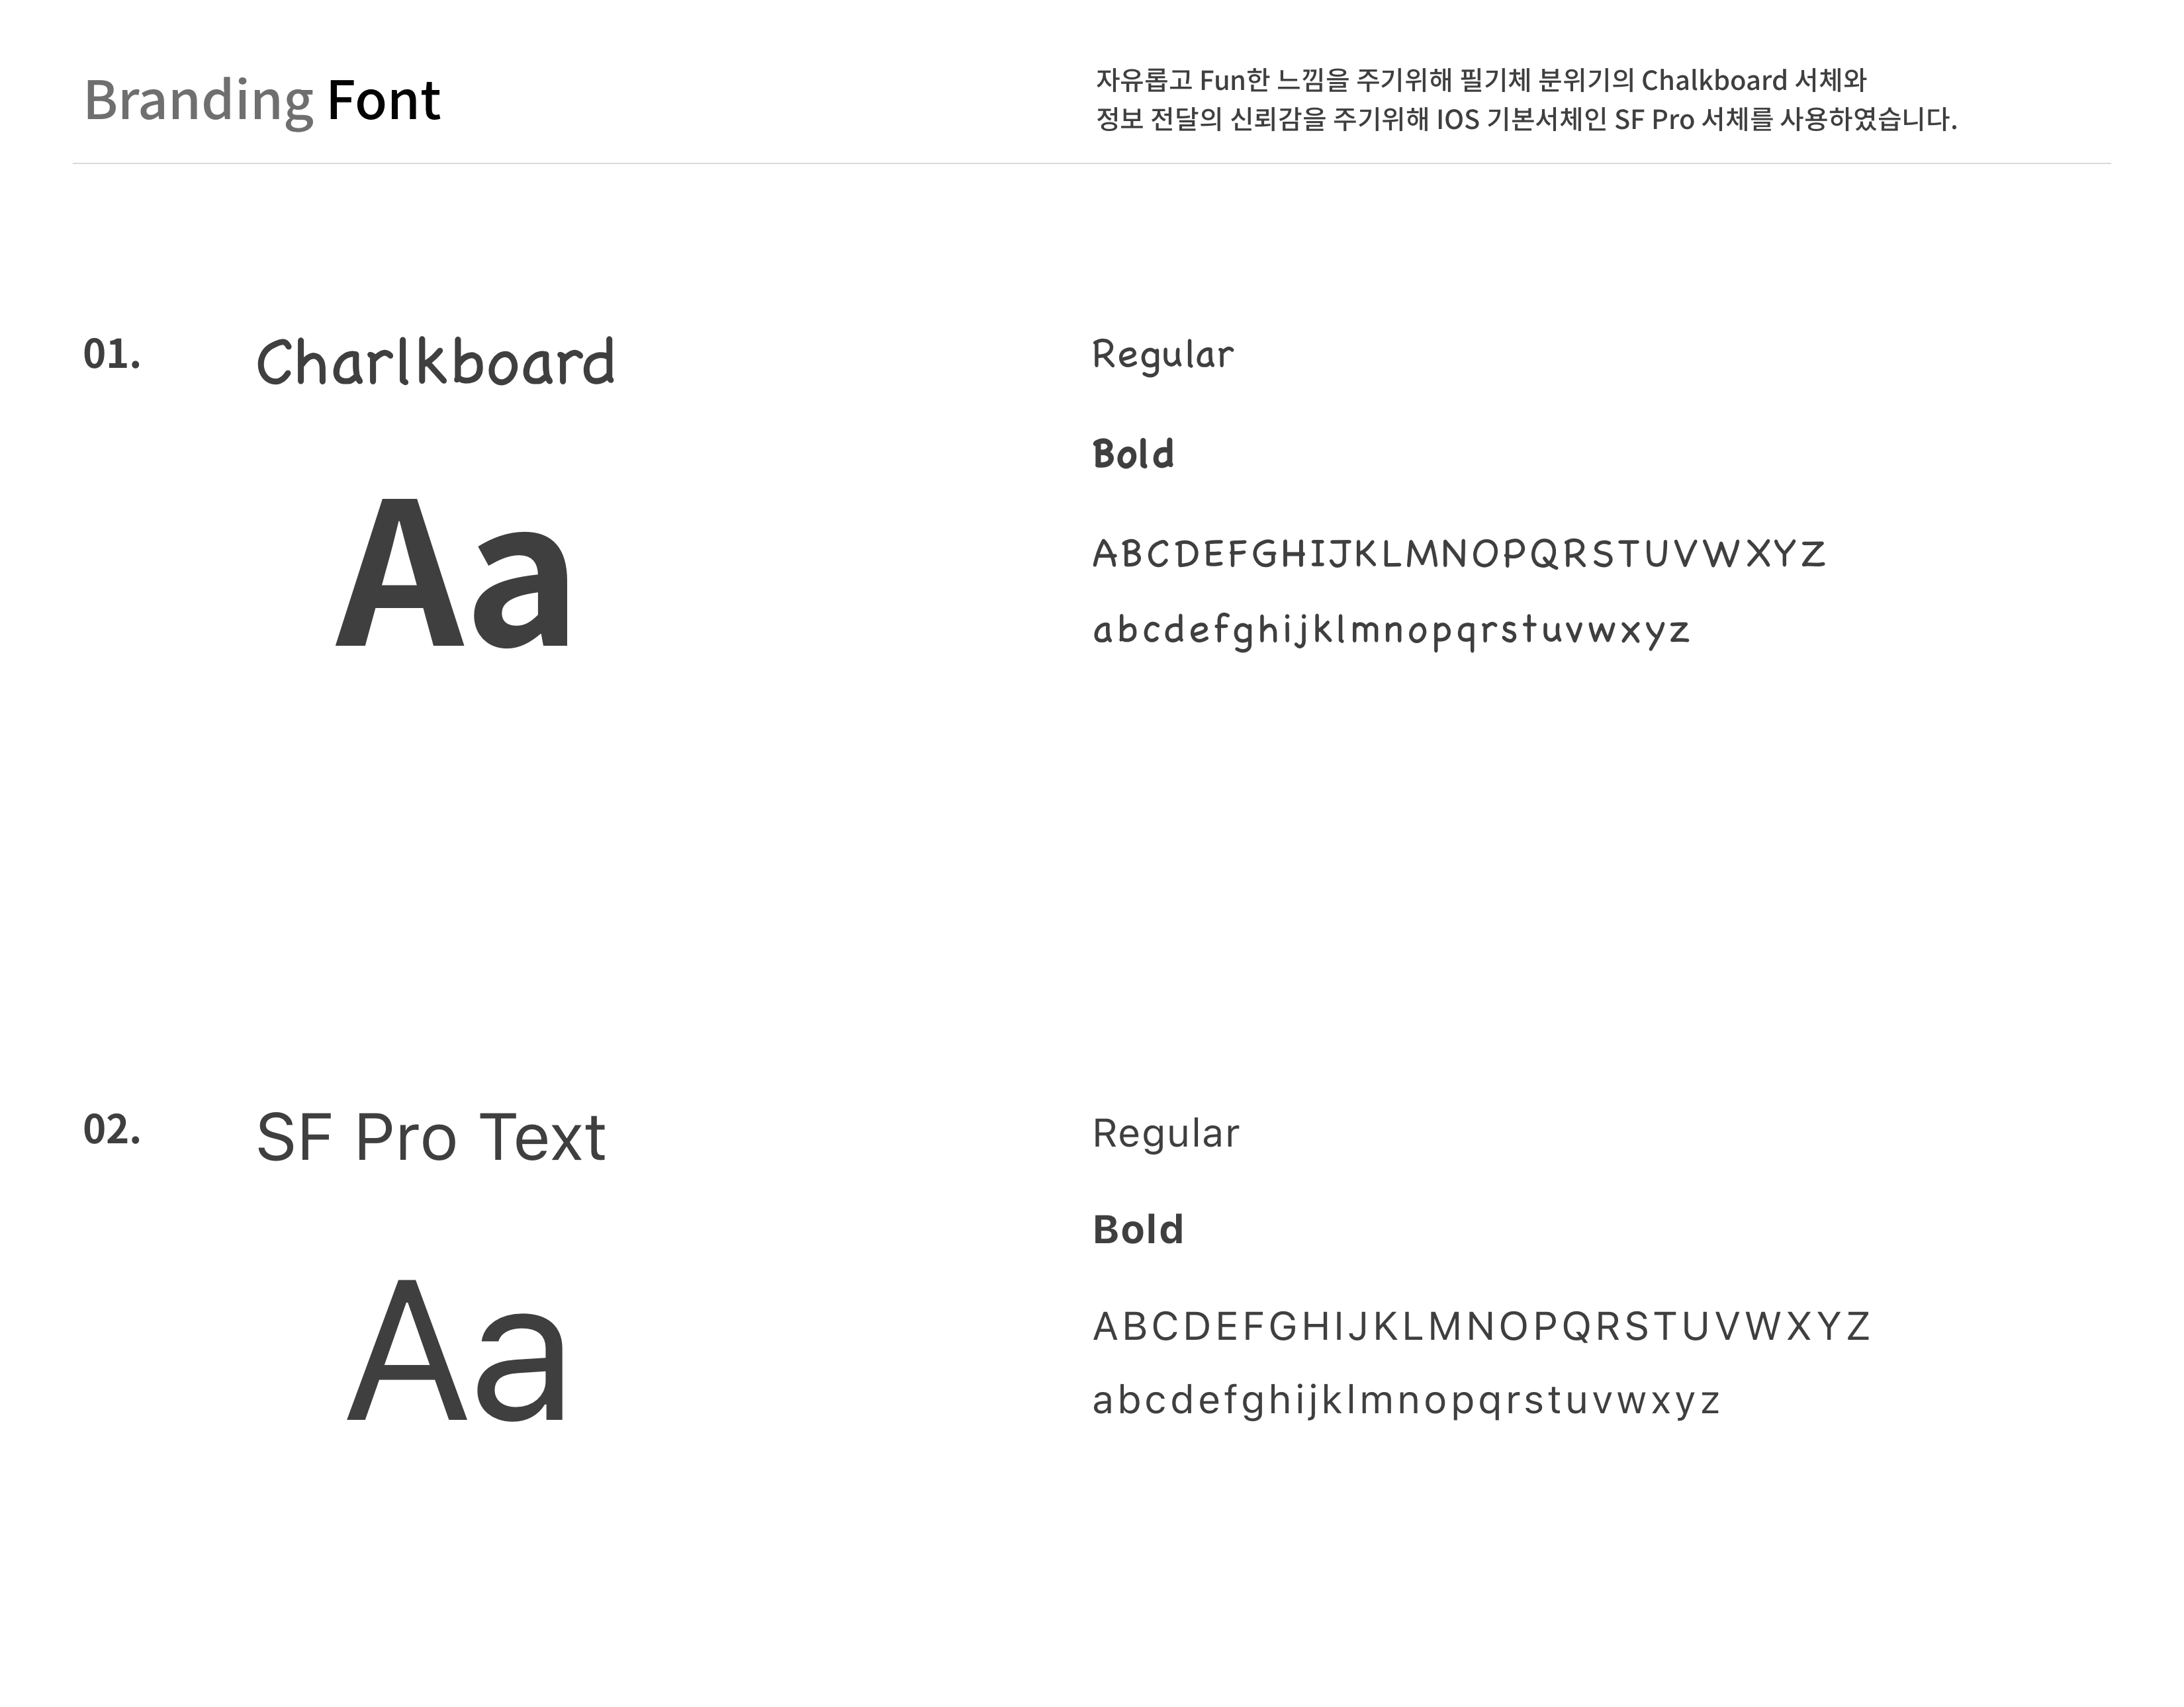 Branding Font
자유롭고 Fun한 느낌을 주기위해 필기체 분위기의 Chalkboard 서체와
정보 전달의 신뢰감을 주기위해 IOS 기본서체인 SF Pro 서체를 사용하였습니다.
01.
Charlkboard
Regular
Bold
Aa
ABCDEFGHIJKLMNOPQRSTUVWXYZ
abcdefghijklmnopqrstuvwxyz
02.
SF Pro Text
Regular
Bold
Aa
ABCDEFGHIJKLMNOPQRSTUVWXYZ
abcdefghijklmnopqrstuvwxyz